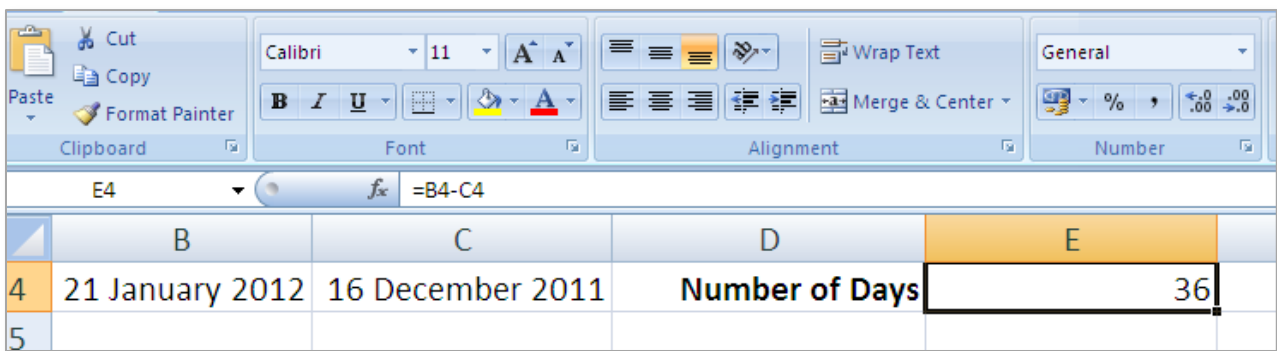 Cut
Calibri 11 A A Wrap Text General
Copy
Paste
B I U A Merge & Center % , .0 .00 .00 .0
Format Painter
Clipboard Font Alignment Number
E4 fx =B4-C4
B C D E
4 21 January 2012 16 December 2011 Number of Days 36
5